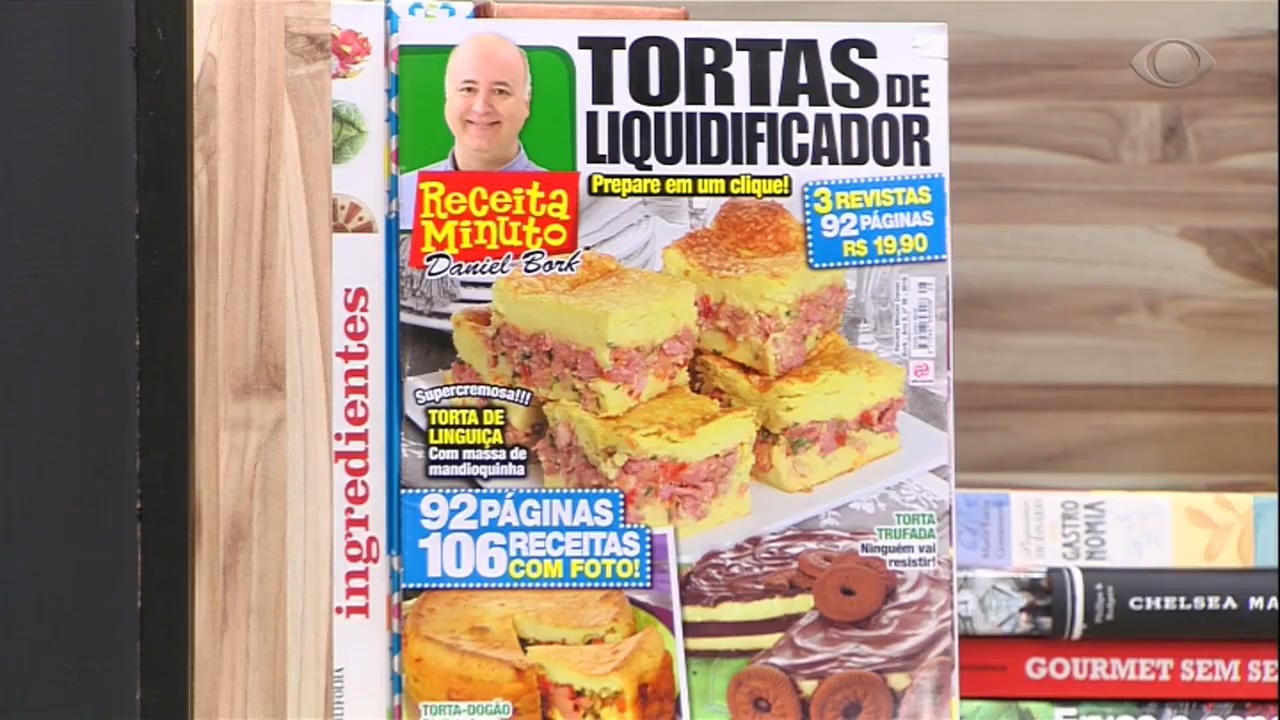 TORTAS DE
LIQUIDIFICADOR
Prepare em um clique!
Receita
Minuto
Daniel Bork
3 REVISTAS
92 PÁGINAS
R$ 19,90
Supercremosa!!!
TORTA DE
LINGUIÇA
Com massa de
mandioquinha
92 PÁGINAS
106 RECEITAS
COM FOTO!
TORTA
TRUFADA
Ninguém vai
resistir!
TORTA-DOGÃO
ingredientes
GASTRO
NOMIA
CHELSEA MA
GOURMET SEM SE